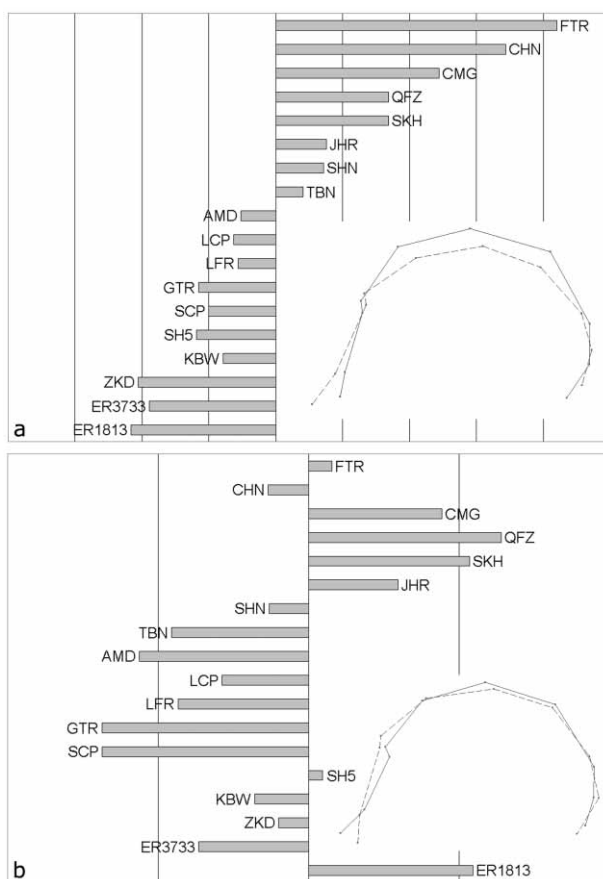 FTR
CHN
CMG
QFZ
SKH
JHR
SHN
TBN
AMD
LCP
LFR
GTR
SCP
SH5
KBW
ZKD
ER3733
ER1813
a
FTR
CHN
CMG
QFZ
SKH
JHR
SHN
TBN
AMD
LCP
LFR
GTR
SCP
SH5
KBW
ZKD
ER3733
ER1813
b